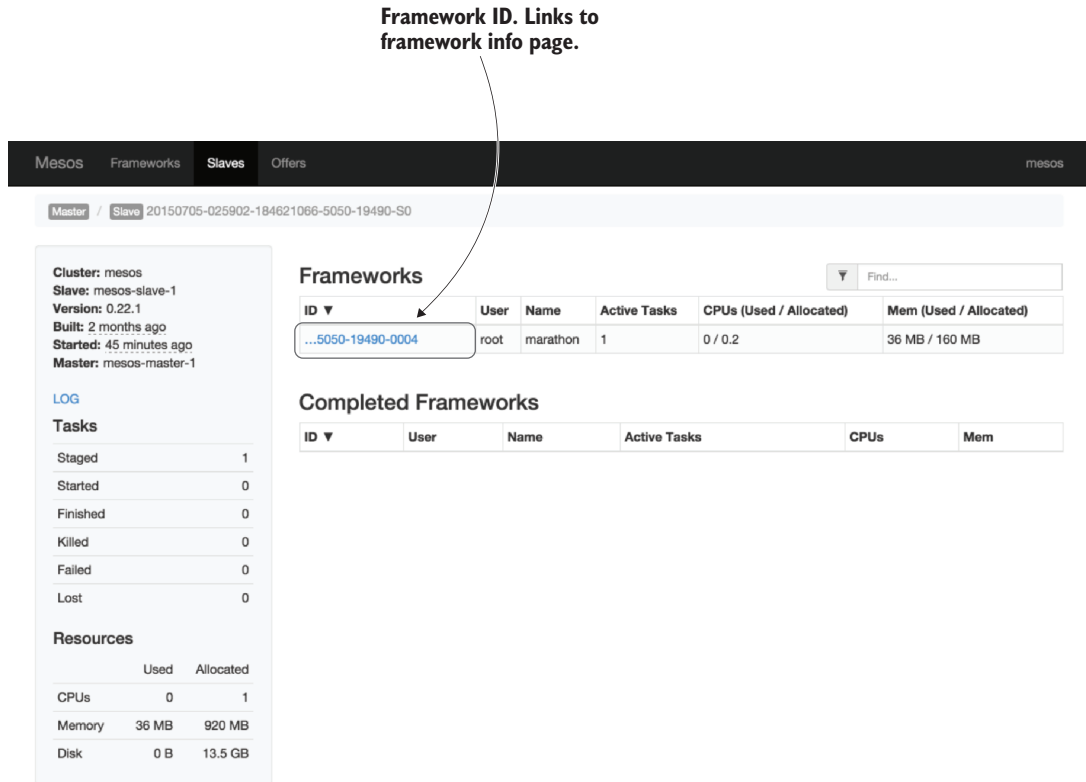 Framework ID. Links to
framework info page.
Mesos Frameworks Slaves Offers mesos
Master / Slave 20150705-025902-184621066-5050-19490-S0
Cluster: mesos
Slave: mesos-slave-1
Version: 0.22.1
Built: 2 months ago
Started: 45 minutes ago
Master: mesos-master-1
LOG
Tasks
Staged 1
Started 0
Finished 0
Killed 0
Failed 0
Lost 0
Resources
Used Allocated
CPUs 0 1
Memory 36 MB 920 MB
Disk 0 B 13.5 GB
Frameworks
Find...
ID ▼ User Name Active Tasks CPUs (Used / Allocated) Mem (Used / Allocated)
…5050-19490-0004 root marathon 1 0 / 0.2 36 MB / 160 MB
Completed Frameworks
ID ▼ User Name Active Tasks CPUs Mem